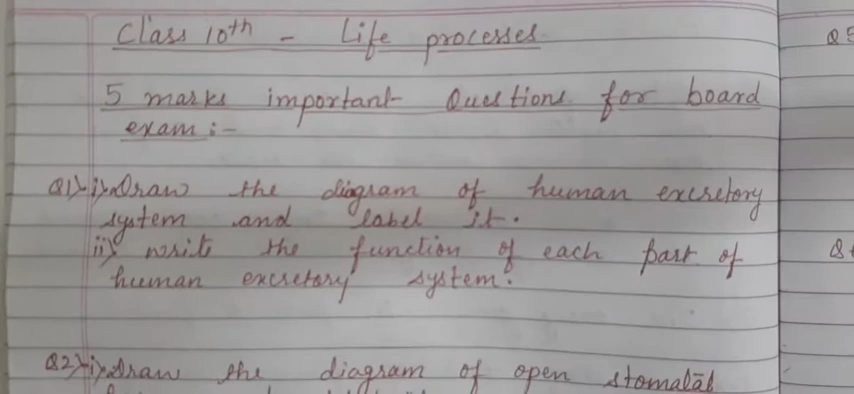 Class 10th - Life processes
5 marks important Questions for board
exam :-
Q1) i) Draw the diagram of human excretory
system and label it.
ii) write the function of each part of
human excretory system.
Q2) i) Draw the diagram of open stomatal
Q5